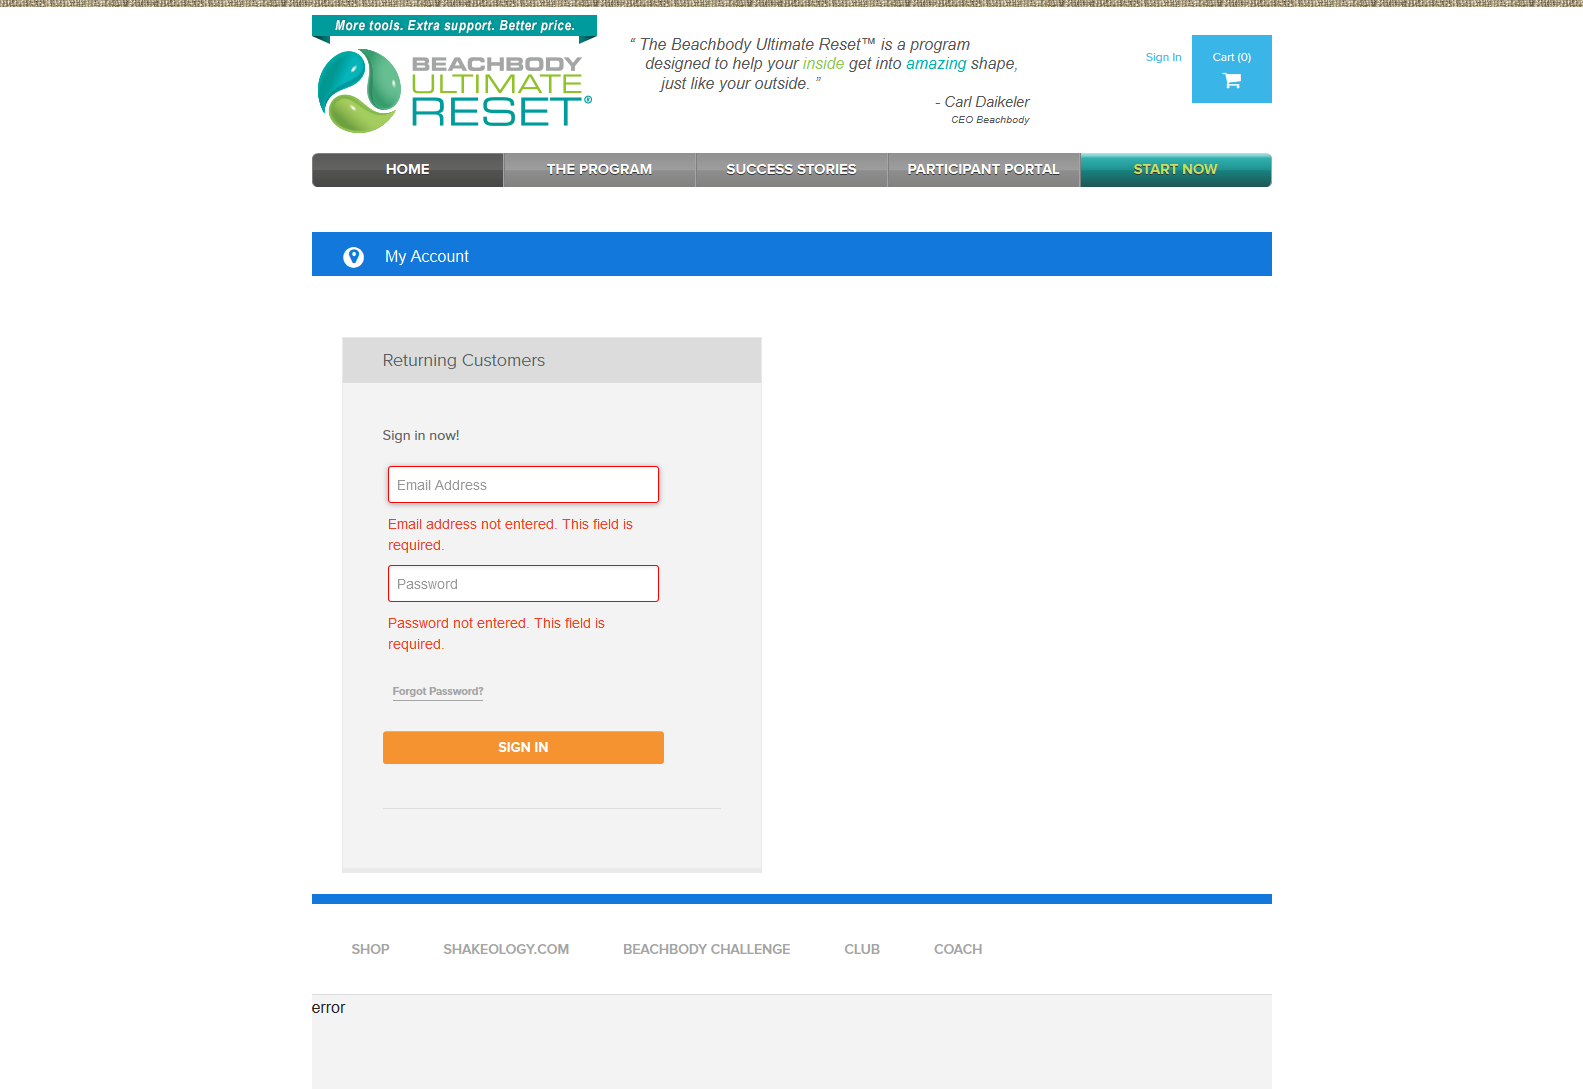 More tools. Extra support. Better price.
BEACHBODY
ULTIMATE
RESET®
“ The Beachbody Ultimate Reset™ is a program
designed to help your inside get into amazing shape,
just like your outside. ”
- Carl Daikeler
CEO Beachbody
Sign In
Cart (0)
HOME
THE PROGRAM
SUCCESS STORIES
PARTICIPANT PORTAL
START NOW
My Account
Returning Customers
Sign in now!
Email Address
Email address not entered. This field is
required.
Password
Password not entered. This field is
required.
Forgot Password?
SIGN IN
SHOP
SHAKEOLOGY.COM
BEACHBODY CHALLENGE
CLUB
COACH
error